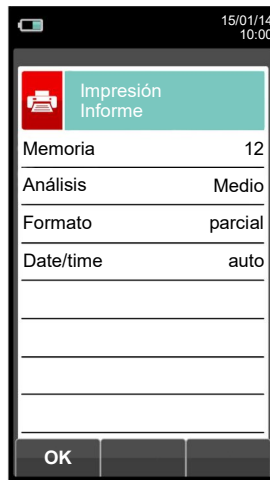 15/01/14
10:00
Impresión
Informe
Memoria 12
Análisis Medio
Formato parcial
Date/time auto
OK